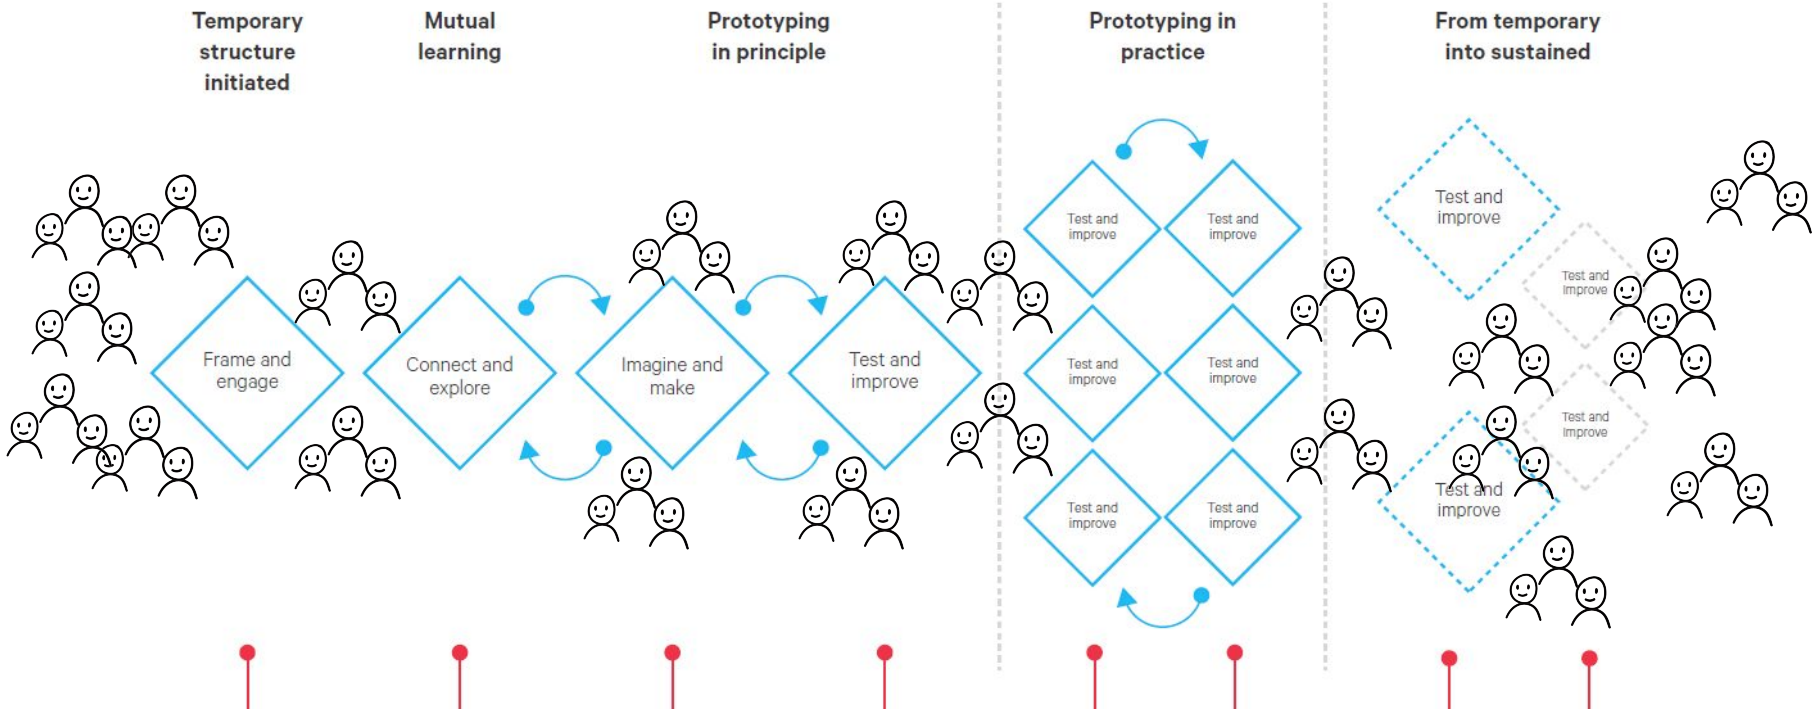 Temporary
structure
initiated
Mutual
learning
Prototyping
in principle
Prototyping in
practice
From temporary
into sustained
Frame and
engage
Connect and
explore
Imagine and
make
Test and
improve
Test and
improve
Test and
improve
Test and
improve
Test and
improve
Test and
improve
Test and
improve
Test and
improve
Test and
improve
Test and
improve
Test and
improve